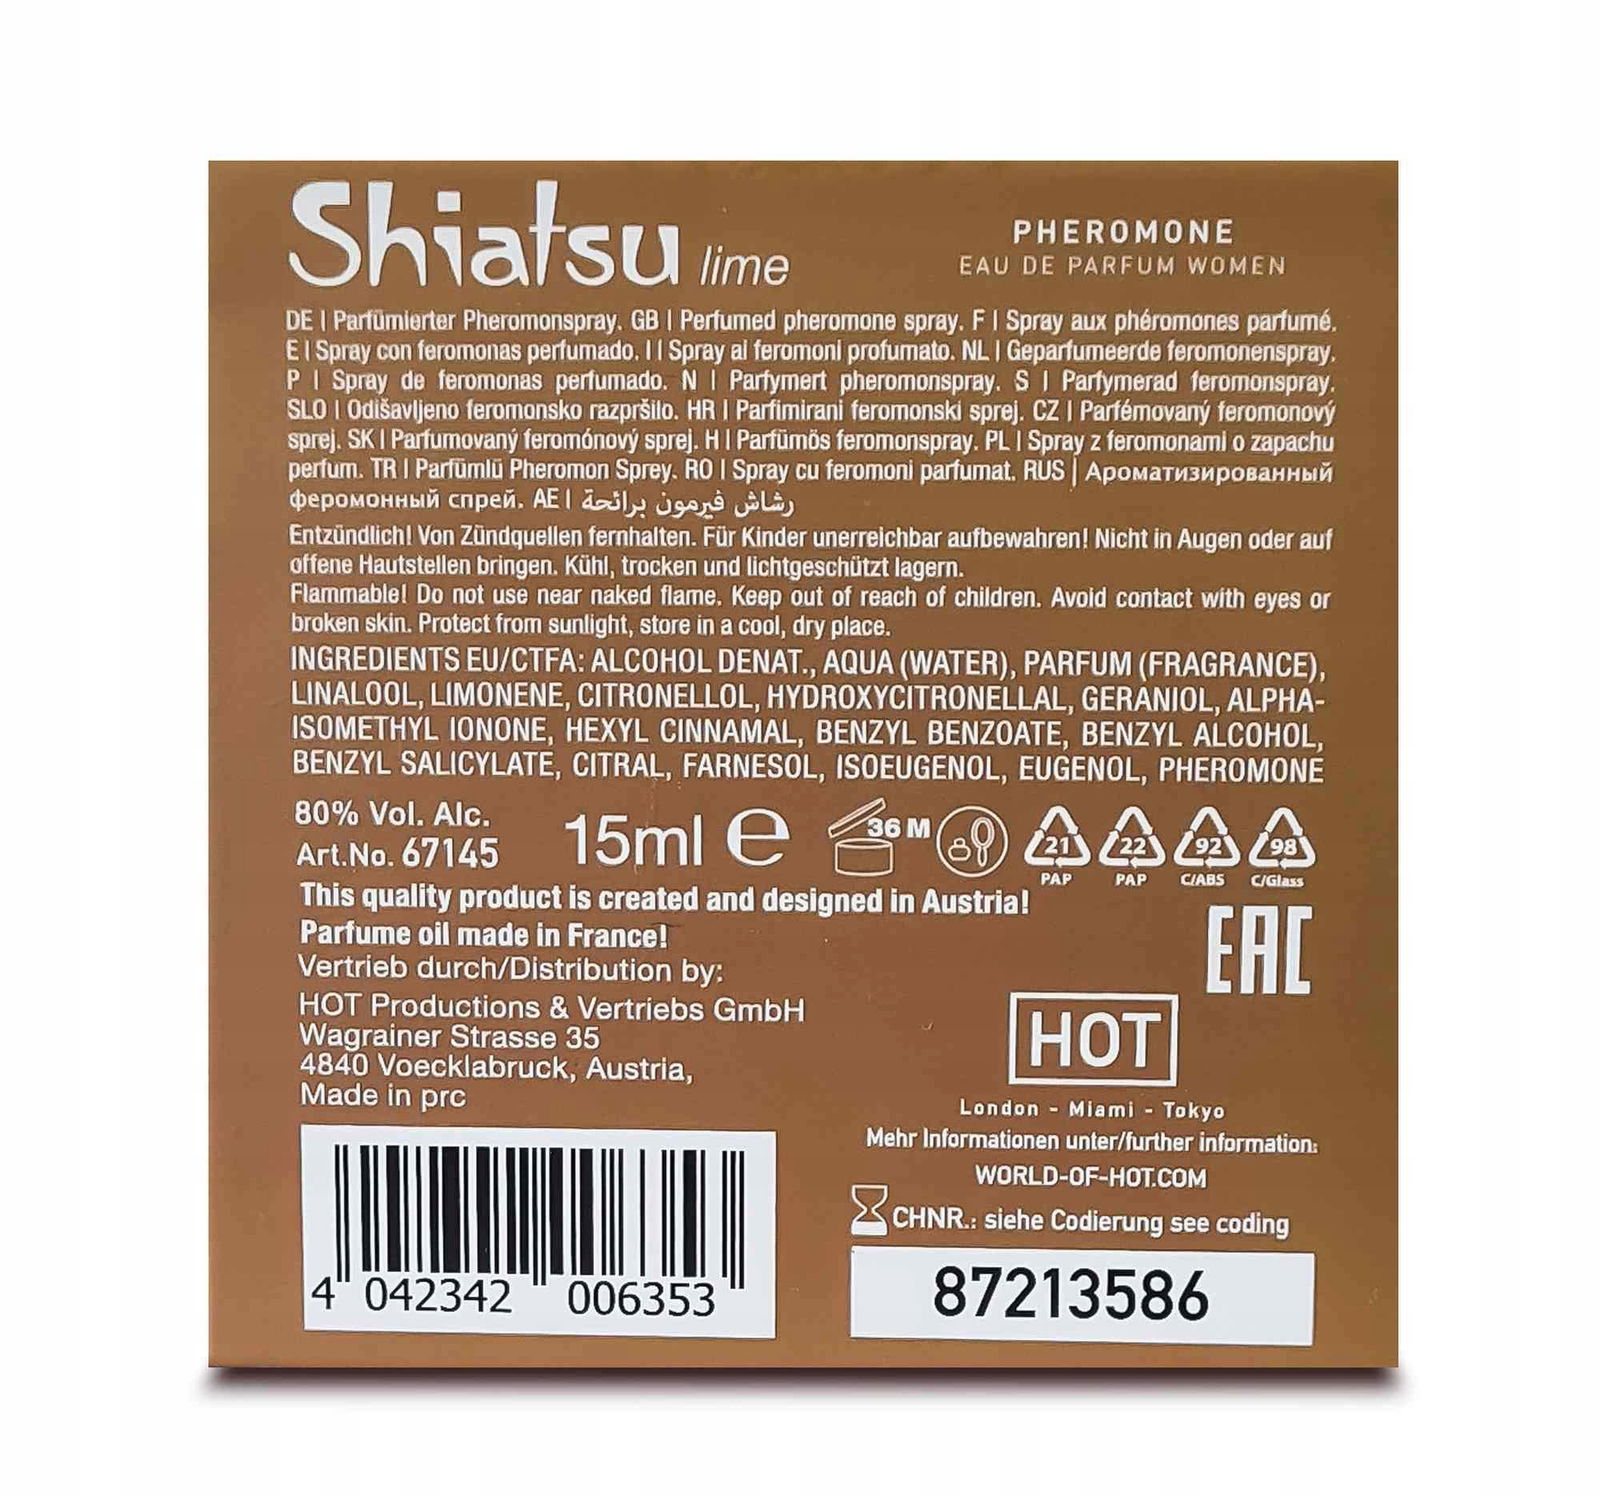 Shiatsu lime
PHEROMONE
EAU DE PARFUM WOMEN
DE | Parfümierter Pheromonspray. GB | Perfumed pheromone spray. F | Spray aux phéromones parfumé.
E | Spray con feromonas perfumado. I | Spray al feromoni profumato. NL | Geparfumeerde feromonenspray.
P | Spray de feromonas perfumado. N | Parfymert pheromonspray. S | Parfymerad feromonspray.
SLO | Odišavljeno feromonsko razpršilo. HR | Parfimirani feromonski sprej. CZ | Parfémovaný feromonový
sprej. SK | Parfumovaný feromónový sprej. H | Parfümös feromonspray. PL | Spray z feromonami o zapachu
perfum. TR | Parfümlü Pheromon Sprey. RO | Spray cu feromoni parfumat. RUS | Ароматизированный
феромонный спрей. AE | رشاش فيرمون برائحة
Entzündlich! Von Zündquellen fernhalten. Für Kinder unerreichbar aufbewahren! Nicht in Augen oder auf
offene Hautstellen bringen. Kühl, trocken und lichtgeschützt lagern.
Flammable! Do not use near naked flame. Keep out of reach of children. Avoid contact with eyes or
broken skin. Protect from sunlight, store in a cool, dry place.
INGREDIENTS EU/CTFA: ALCOHOL DENAT., AQUA (WATER), PARFUM (FRAGRANCE),
LINALOOL, LIMONENE, CITRONELLOL, HYDROXYCITRONELLAL, GERANIOL, ALPHA-
ISOMETHYL IONONE, HEXYL CINNAMAL, BENZYL BENZOATE, BENZYL ALCOHOL,
BENZYL SALICYLATE, CITRAL, FARNESOL, ISOEUGENOL, EUGENOL, PHEROMONE
80% Vol. Alc.
Art.No. 67145
15ml e
36 M
21 PAP
22 PAP
92 C/ABS
98 C/Glass
This quality product is created and designed in Austria!
Parfume oil made in France!
Vertrieb durch/Distribution by:
HOT Productions & Vertriebs GmbH
Wagrainer Strasse 35
4840 Voecklabruck, Austria,
Made in prc
EAC
HOT
London - Miami - Tokyo
Mehr Informationen unter/further information:
WORLD-OF-HOT.COM
CHNR.: siehe Codierung see coding
4 042342 006353
87213586